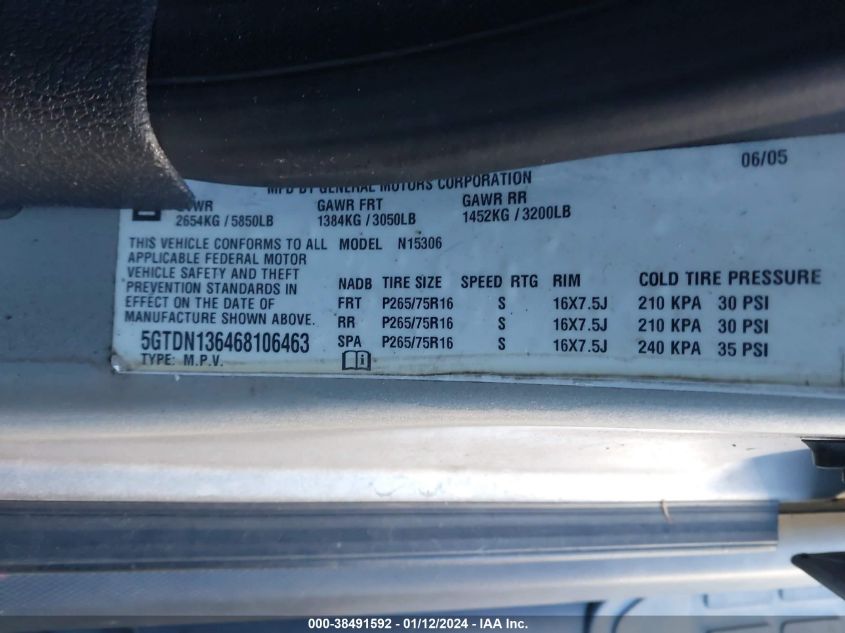 06/05
MFD BY GENERAL MOTORS CORPORATION
GVWR GAWR FRT GAWR RR
2654KG / 5850LB 1384KG / 3050LB 1452KG / 3200LB
THIS VEHICLE CONFORMS TO ALL
APPLICABLE FEDERAL MOTOR
VEHICLE SAFETY AND THEFT
PREVENTION STANDARDS IN
EFFECT ON THE DATE OF
MANUFACTURE SHOWN ABOVE.
5GTDN136468106463
TYPE: M.P.V.
MODEL N15306
NADB TIRE SIZE SPEED RTG RIM COLD TIRE PRESSURE
FRT P265/75R16 S 16X7.5J 210 KPA 30 PSI
RR P265/75R16 S 16X7.5J 210 KPA 30 PSI
SPA P265/75R16 S 16X7.5J 240 KPA 35 PSI
000-38491592 - 01/12/2024 - IAA Inc.